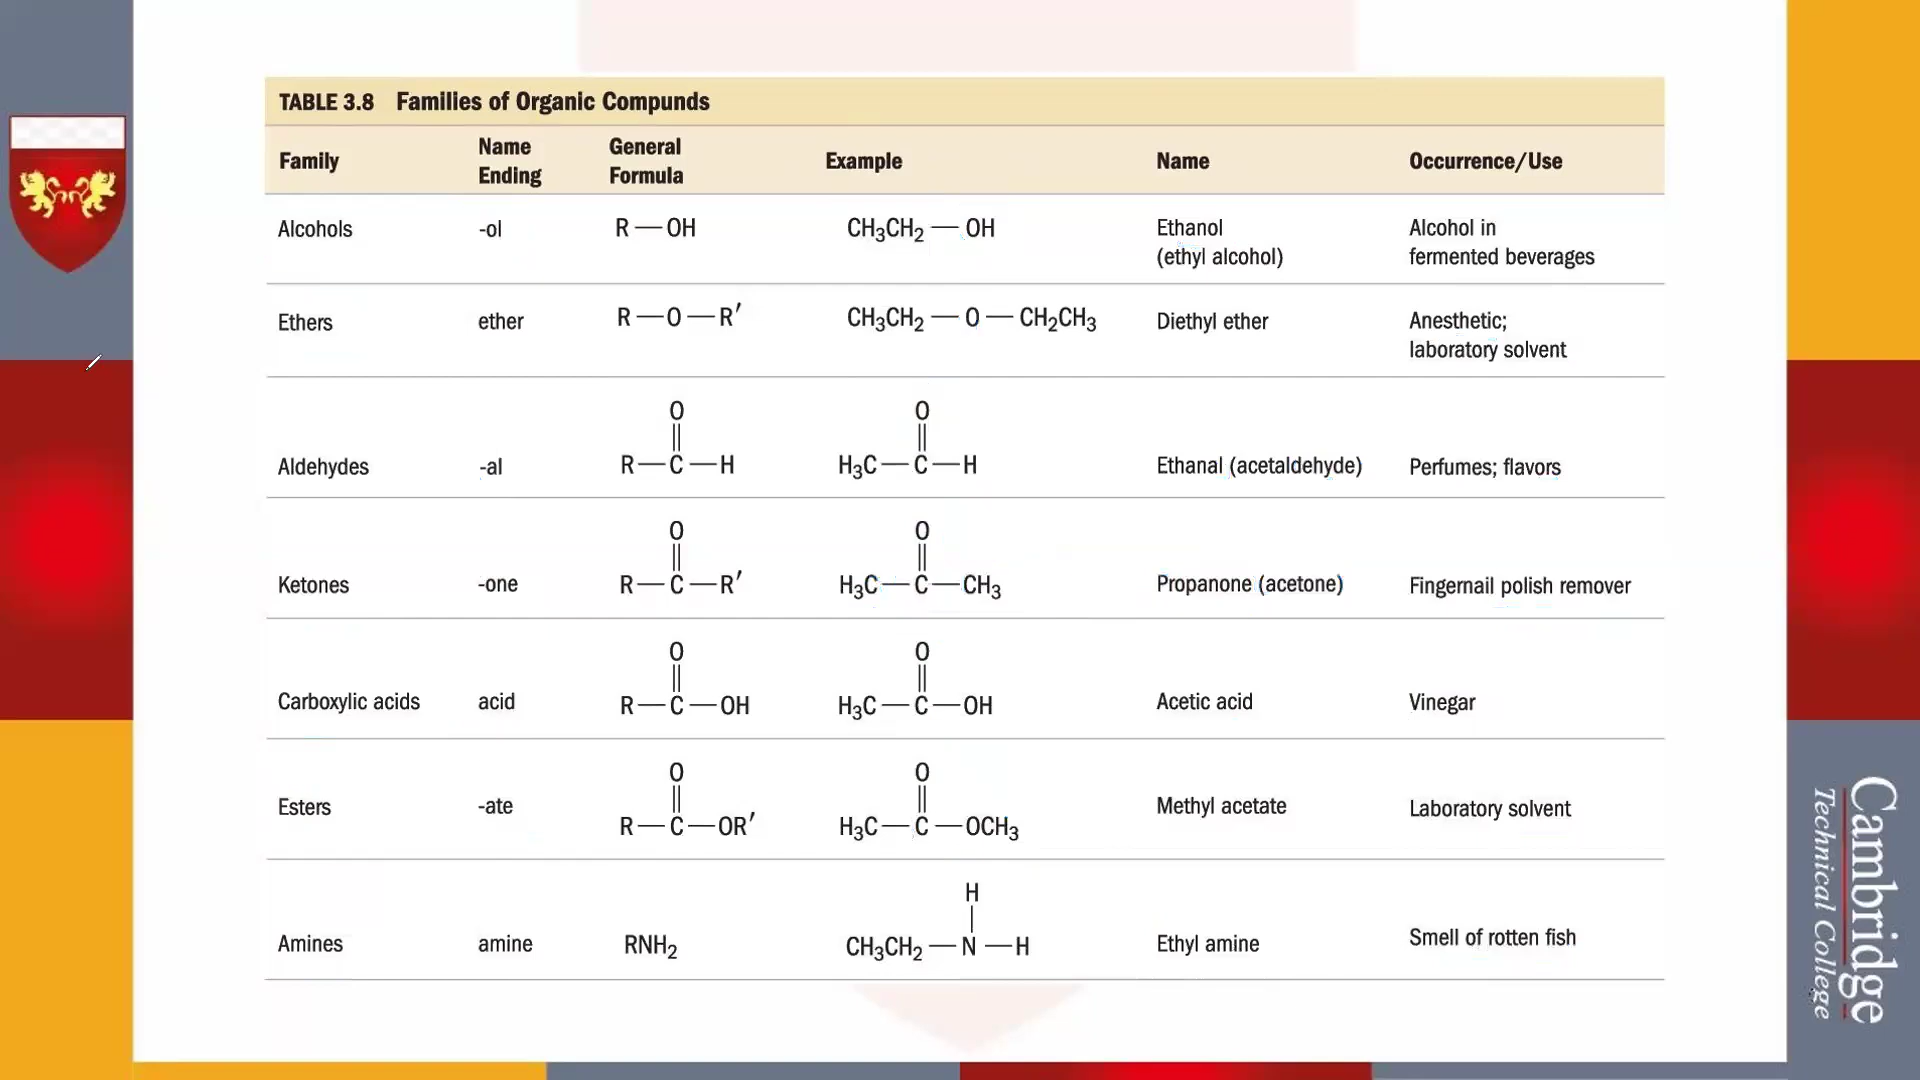 TABLE 3.8 Families of Organic Compunds
Family Name Ending General Formula Example Name Occurrence/Use
Alcohols -ol R—OH CH₃CH₂—OH Ethanol (ethyl alcohol) Alcohol in fermented beverages
Ethers ether R—O—R′ CH₃CH₂—O—CH₂CH₃ Diethyl ether Anesthetic; laboratory solvent
O O
|| ||
Aldehydes -al R—C—H H₃C—C—H Ethanal (acetaldehyde) Perfumes; flavors
O O
|| ||
Ketones -one R—C—R′ H₃C—C—CH₃ Propanone (acetone) Fingernail polish remover
O O
|| ||
Carboxylic acids acid R—C—OH H₃C—C—OH Acetic acid Vinegar
O O
|| ||
Esters -ate R—C—OR′ H₃C—C—OCH₃ Methyl acetate Laboratory solvent
H
|
Amines amine RNH₂ CH₃CH₂—N—H Ethyl amine Smell of rotten fish
Cambridge
Technical College